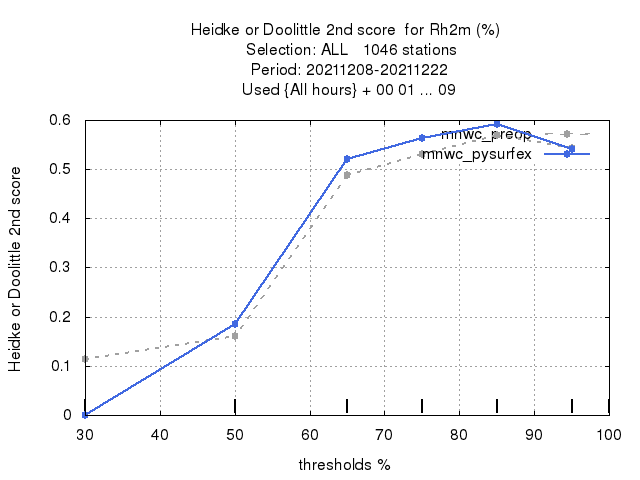 Heidke or Doolittle 2nd score  for Rh2m (%)
Selection: ALL   1046 stations
Period: 20211208-20211222
Used {All hours} + 00 01 ... 09
0.6
0.5
0.4
0.3
0.2
0.1
0
Heidke or Doolittle 2nd score
mnwc_preop
mnwc_pysurfex
30 40 50 60 70 80 90 100
thresholds %